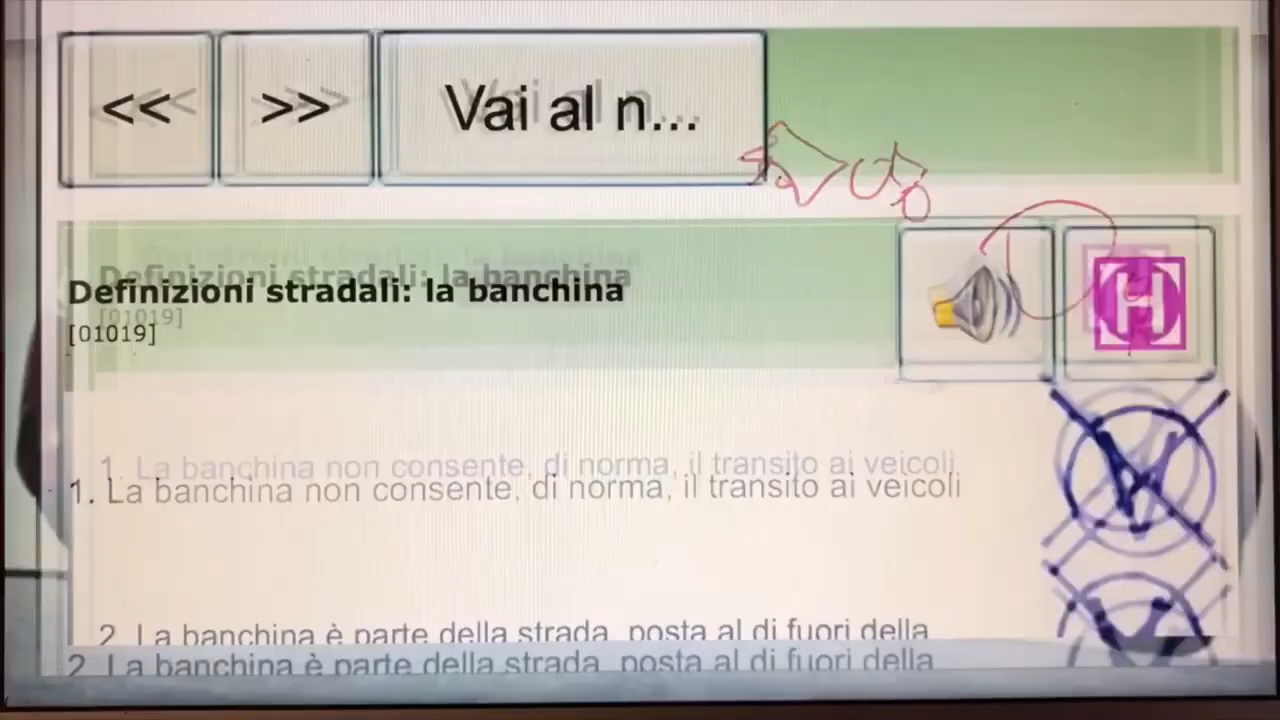 << >> Vai al n...
Definizioni stradali: la banchina
[01019]
H
1. La banchina non consente, di norma, il transito ai veicoli
V
2. La banchina è parte della strada, posta al di fuori della
V